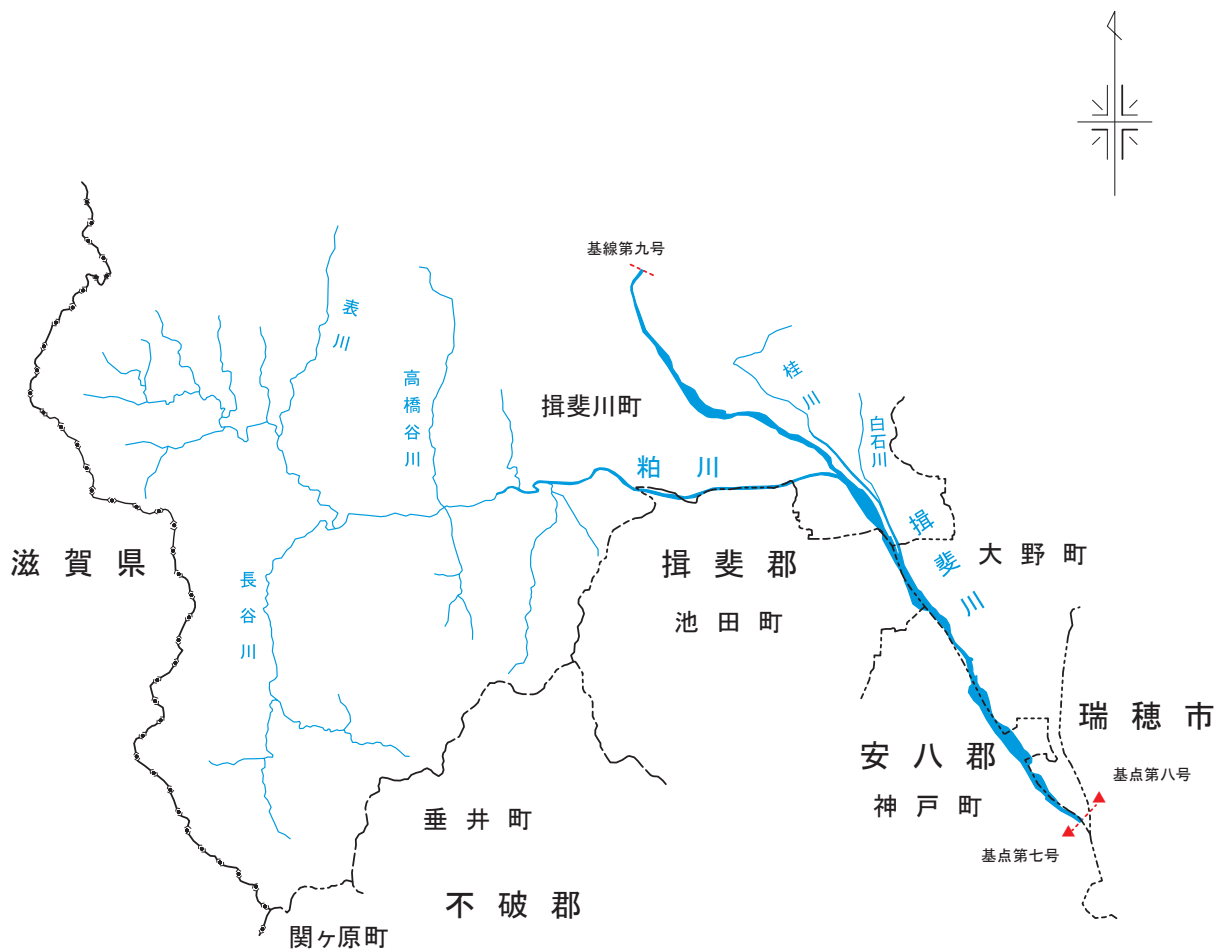 基線第九号
表川
桂川
高橋谷川
揖斐川町
白石川
粕川
揖斐川
滋賀県
揖斐郡
大野町
長谷川
池田町
瑞穂市
安八郡
基点第八号
神戸町
垂井町
基点第七号
不破郡
関ヶ原町